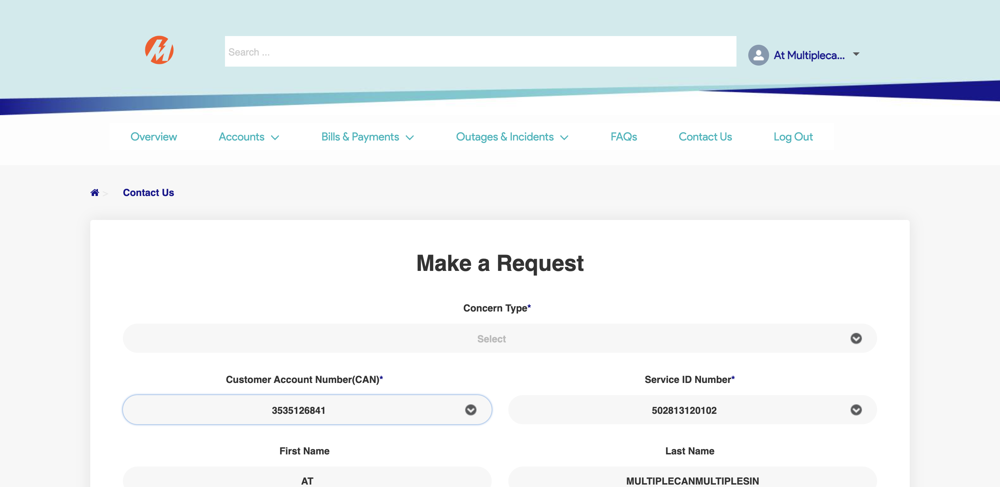 Search ...
At Multipleca...
Overview Accounts Bills & Payments Outages & Incidents FAQs Contact Us Log Out
> Contact Us
Make a Request
Concern Type*
Select
Customer Account Number(CAN)* Service ID Number*
3535126841 502813120102
First Name Last Name
AT MULTIPLECANMULTIPLESIN